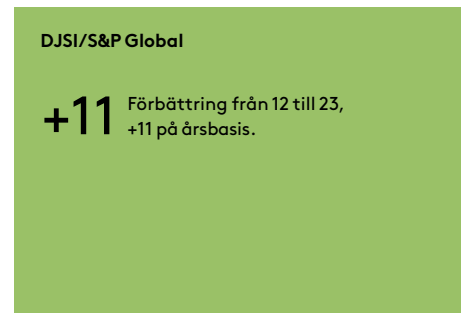 DJSI/S&P Global
+11
Förbättring från 12 till 23,
+11 på årsbasis.